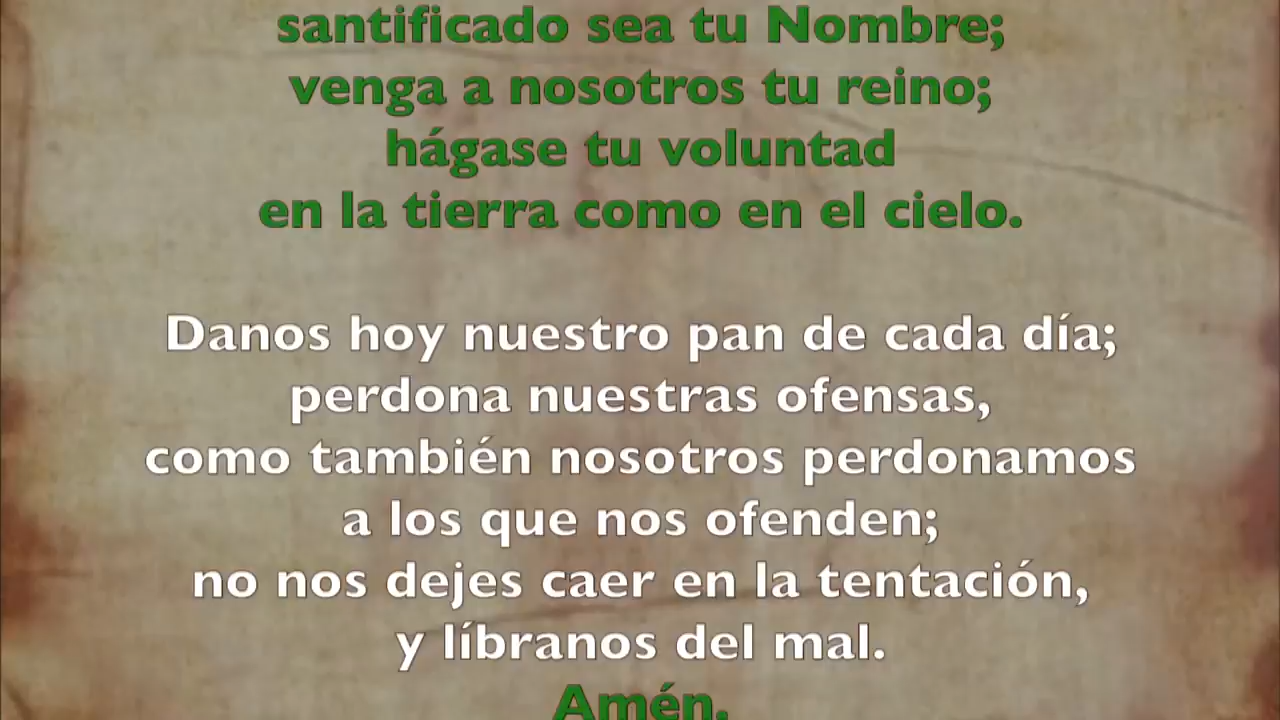 santificado sea tu Nombre;
venga a nosotros tu reino;
hágase tu voluntad
en la tierra como en el cielo.
Danos hoy nuestro pan de cada día;
perdona nuestras ofensas,
como también nosotros perdonamos
a los que nos ofenden;
no nos dejes caer en la tentación,
y líbranos del mal.
Amén.